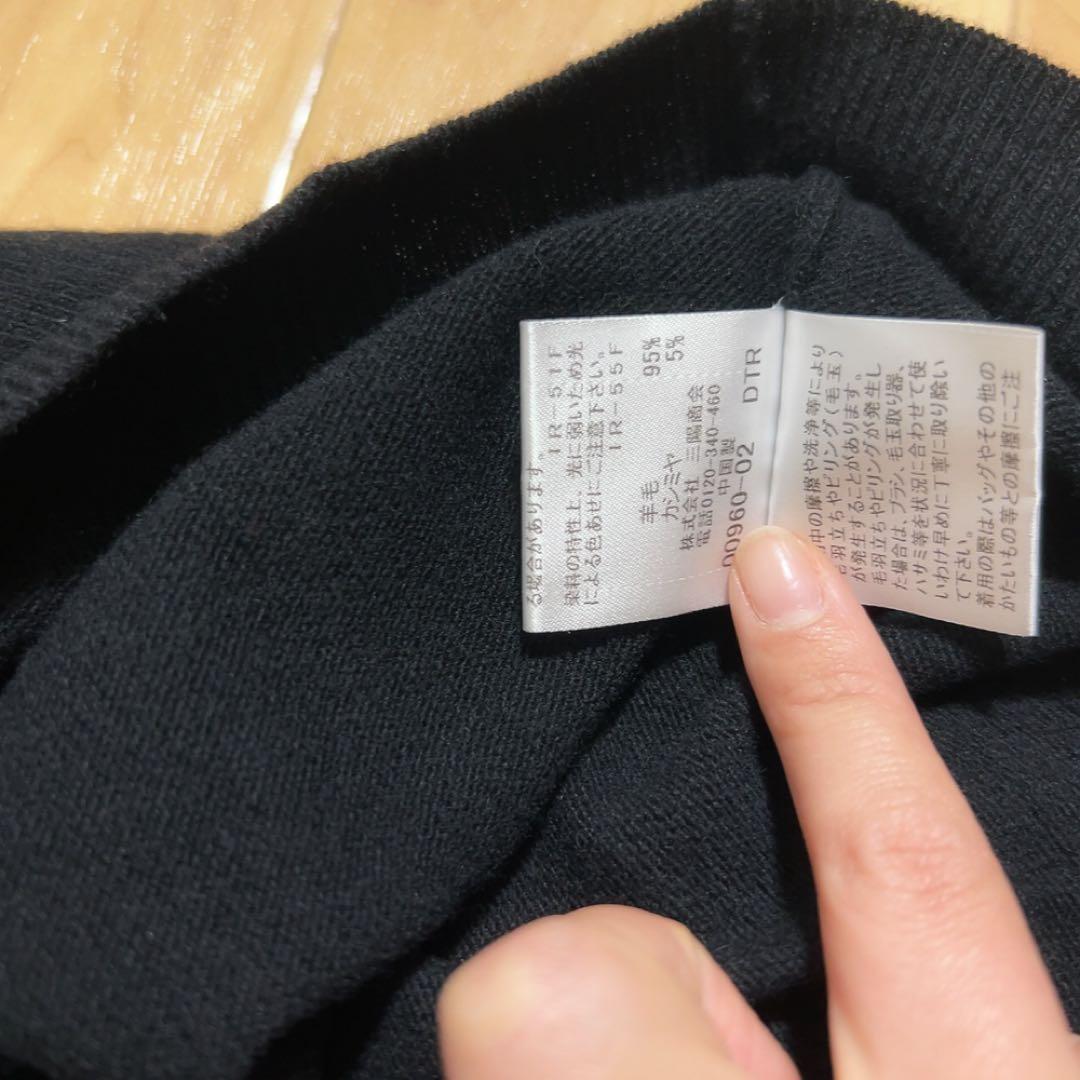 る場合があります。
IR-51F
染料の特性上、光に弱いため光
による色あせにご注意下さい。
IR-55F
羊毛 95%
カシミヤ 5%
株式会社 三陽商会
電話0120-340-460
中国製
00960-02 DTR
中の摩擦や洗浄等により
羽立ちやピリング(毛玉)
が発生することがあります。
毛羽立ちやピリングが発生し
た場合は、ブラシ、毛玉取り器、
ハサミ等を状況に合わせて使
いわけ早めに丁寧に取り除い
て下さい。
着用の際はバッグやその他の
かたいもの等との摩擦にご注